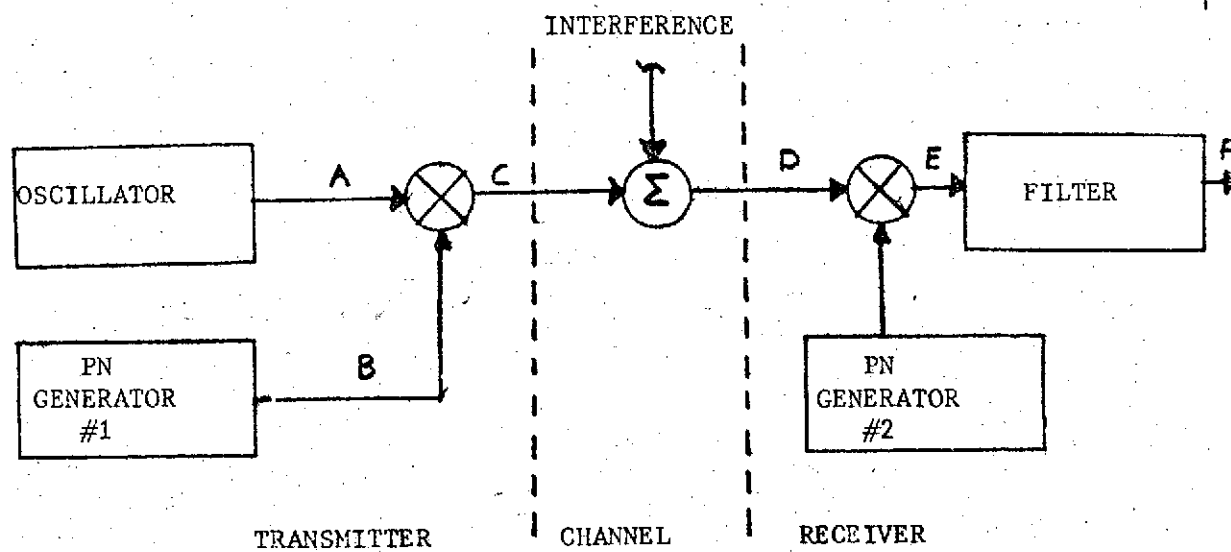 INTERFERENCE
OSCILLATOR
A
C
Σ
D
E
FILTER
F
PN
GENERATOR
#1
B
PN
GENERATOR
#2
TRANSMITTER
CHANNEL
RECEIVER